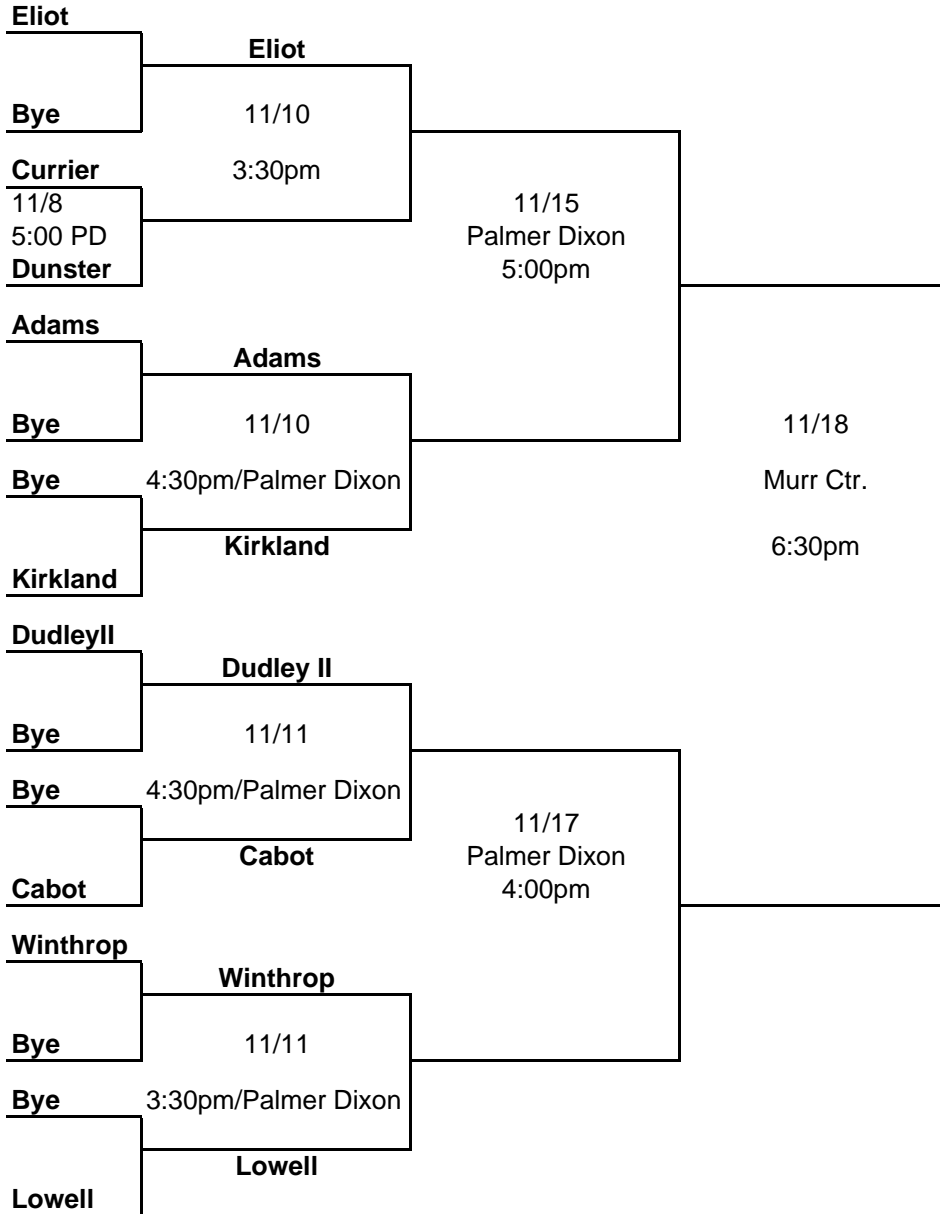 Eliot
Eliot
Bye
11/10
Currier
3:30pm
11/8
11/15
5:00 PD
Palmer Dixon
Dunster
5:00pm
Adams
Adams
Bye
11/10
11/18
Bye
4:30pm/Palmer Dixon
Murr Ctr.
Kirkland
6:30pm
Kirkland
DudleyII
Dudley II
Bye
11/11
Bye
4:30pm/Palmer Dixon
11/17
Cabot
Palmer Dixon
Cabot
4:00pm
Winthrop
Winthrop
Bye
11/11
Bye
3:30pm/Palmer Dixon
Lowell
Lowell